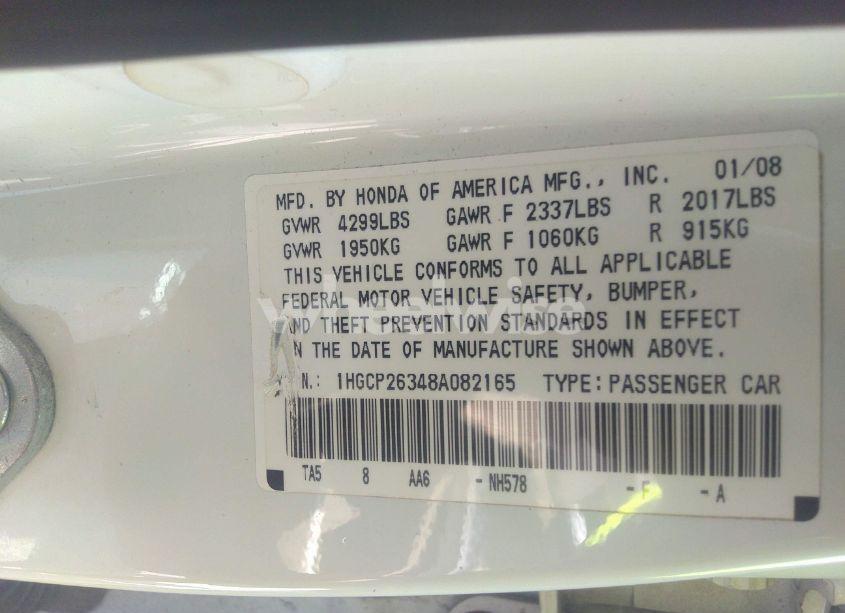 MFD. BY HONDA OF AMERICA MFG., INC. 01/08
GVWR 4299LBS GAWR F 2337LBS R 2017LBS
GVWR 1950KG GAWR F 1060KG R 915KG
THIS VEHICLE CONFORMS TO ALL APPLICABLE
FEDERAL MOTOR VEHICLE SAFETY, BUMPER,
AND THEFT PREVENTION STANDARDS IN EFFECT
N THE DATE OF MANUFACTURE SHOWN ABOVE.
N.: 1HGCP26348A082165 TYPE: PASSENGER CAR
TA5 8 AA6 - NH578 - F - A
wheelwise